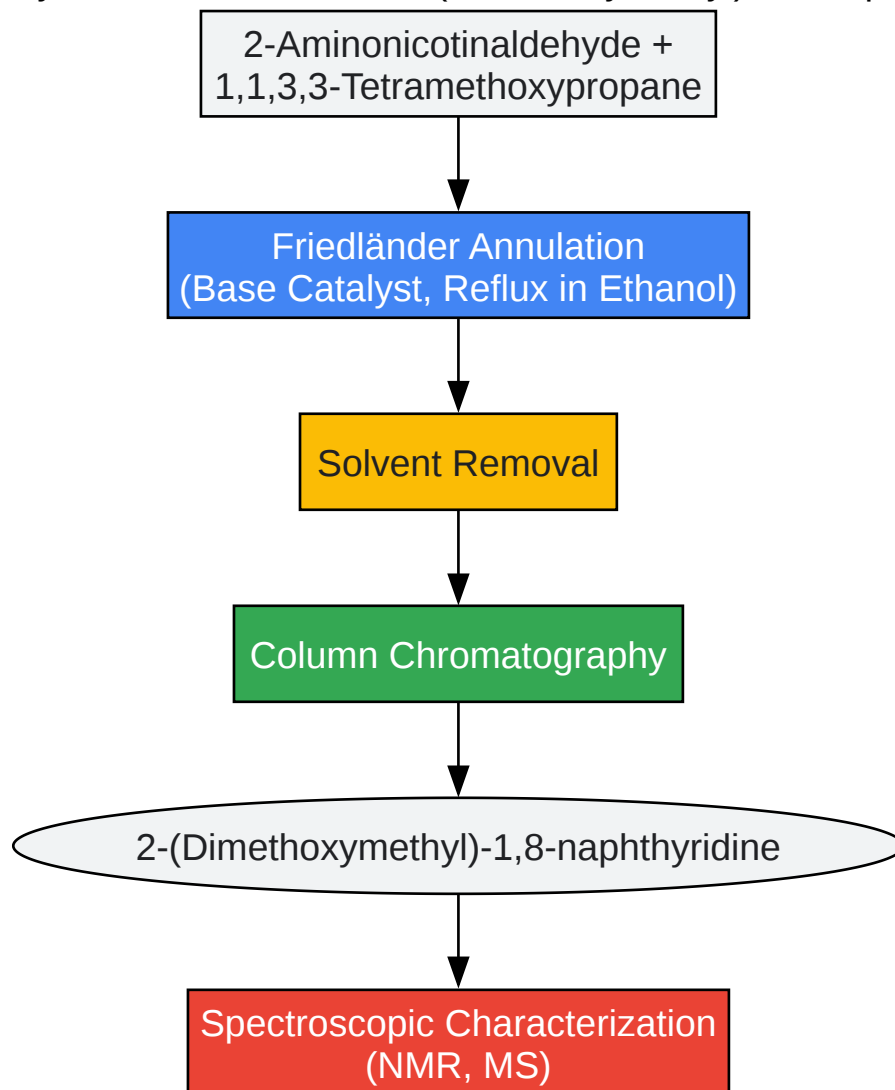 2-Aminonicotinaldehyde +
1,1,3,3-Tetramethoxypropane
Friedländer Annulation
(Base Catalyst, Reflux in Ethanol)
Solvent Removal
Column Chromatography
2-(Dimethoxymethyl)-1,8-naphthyridine
Spectroscopic Characterization
(NMR, MS)